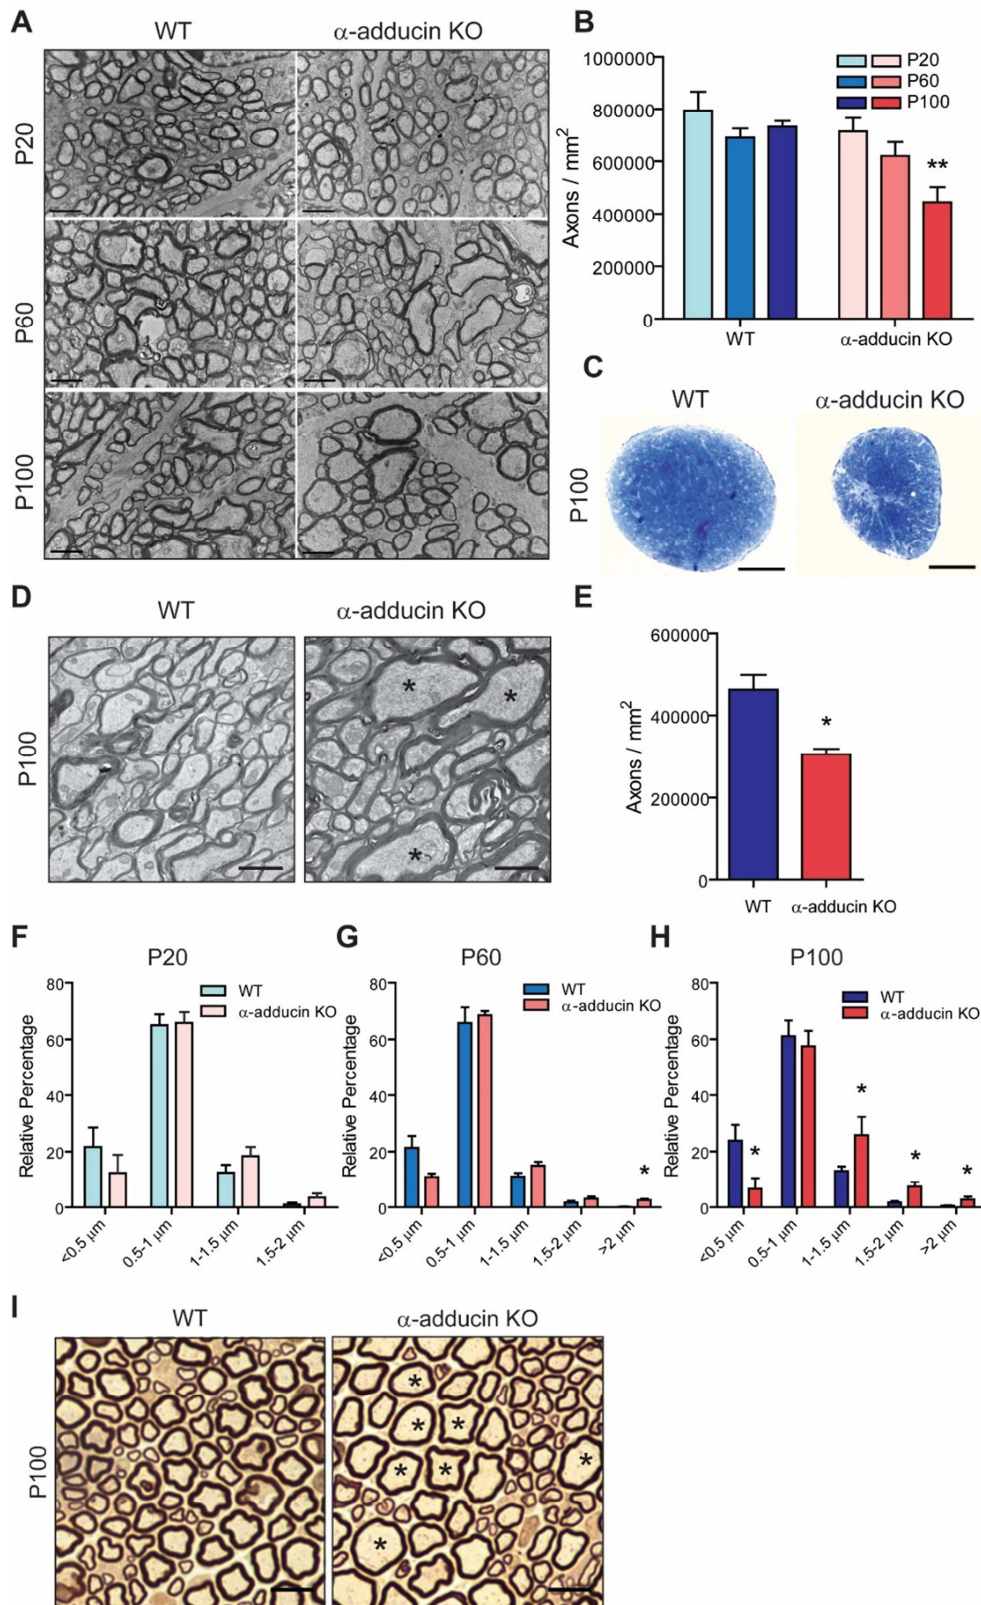 A
WT
α-adducin KO
P20
P60
P100
B
1000000
800000
600000
400000
200000
0
Axons / mm²
P20
P60
P100
**
WT
α-adducin KO
C
WT
α-adducin KO
P100
D
WT
α-adducin KO
P100
*
*
*
E
600000
400000
200000
0
Axons / mm²
*
WT
α-adducin KO
F
P20
80
60
40
20
0
Relative Percentage
WT
α-adducin KO
<0.5 µm
0.5-1 µm
1-1.5 µm
1.5-2 µm
G
P60
80
60
40
20
0
Relative Percentage
WT
α-adducin KO
*
<0.5 µm
0.5-1 µm
1-1.5 µm
1.5-2 µm
>2 µm
H
P100
80
60
40
20
0
Relative Percentage
WT
α-adducin KO
*
*
*
*
<0.5 µm
0.5-1 µm
1-1.5 µm
1.5-2 µm
>2 µm
I
WT
α-adducin KO
P100
*
*
*
*
*
*
*